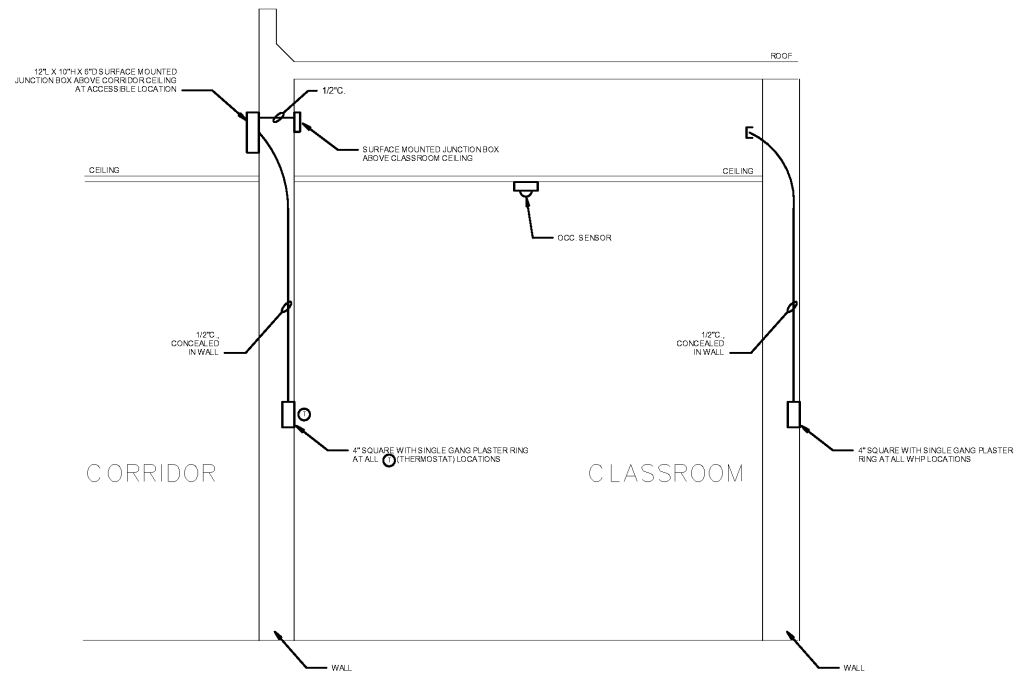 ROOF
12"L X 10"H X 6"D SURFACE MOUNTED
JUNCTION BOX ABOVE CORRIDOR CEILING
AT ACCESSIBLE LOCATION
1/2"C.
SURFACE MOUNTED JUNCTION BOX
ABOVE CLASSROOM CEILING
CEILING
CEILING
OCC. SENSOR
1/2"C.,
CONCEALED
IN WALL
1/2"C.,
CONCEALED
IN WALL
T
4" SQUARE WITH SINGLE GANG PLASTER RING
AT ALL T (THERMOSTAT) LOCATIONS
4" SQUARE WITH SINGLE GANG PLASTER
RING AT ALL WHP LOCATIONS
CORRIDOR
CLASSROOM
WALL
WALL